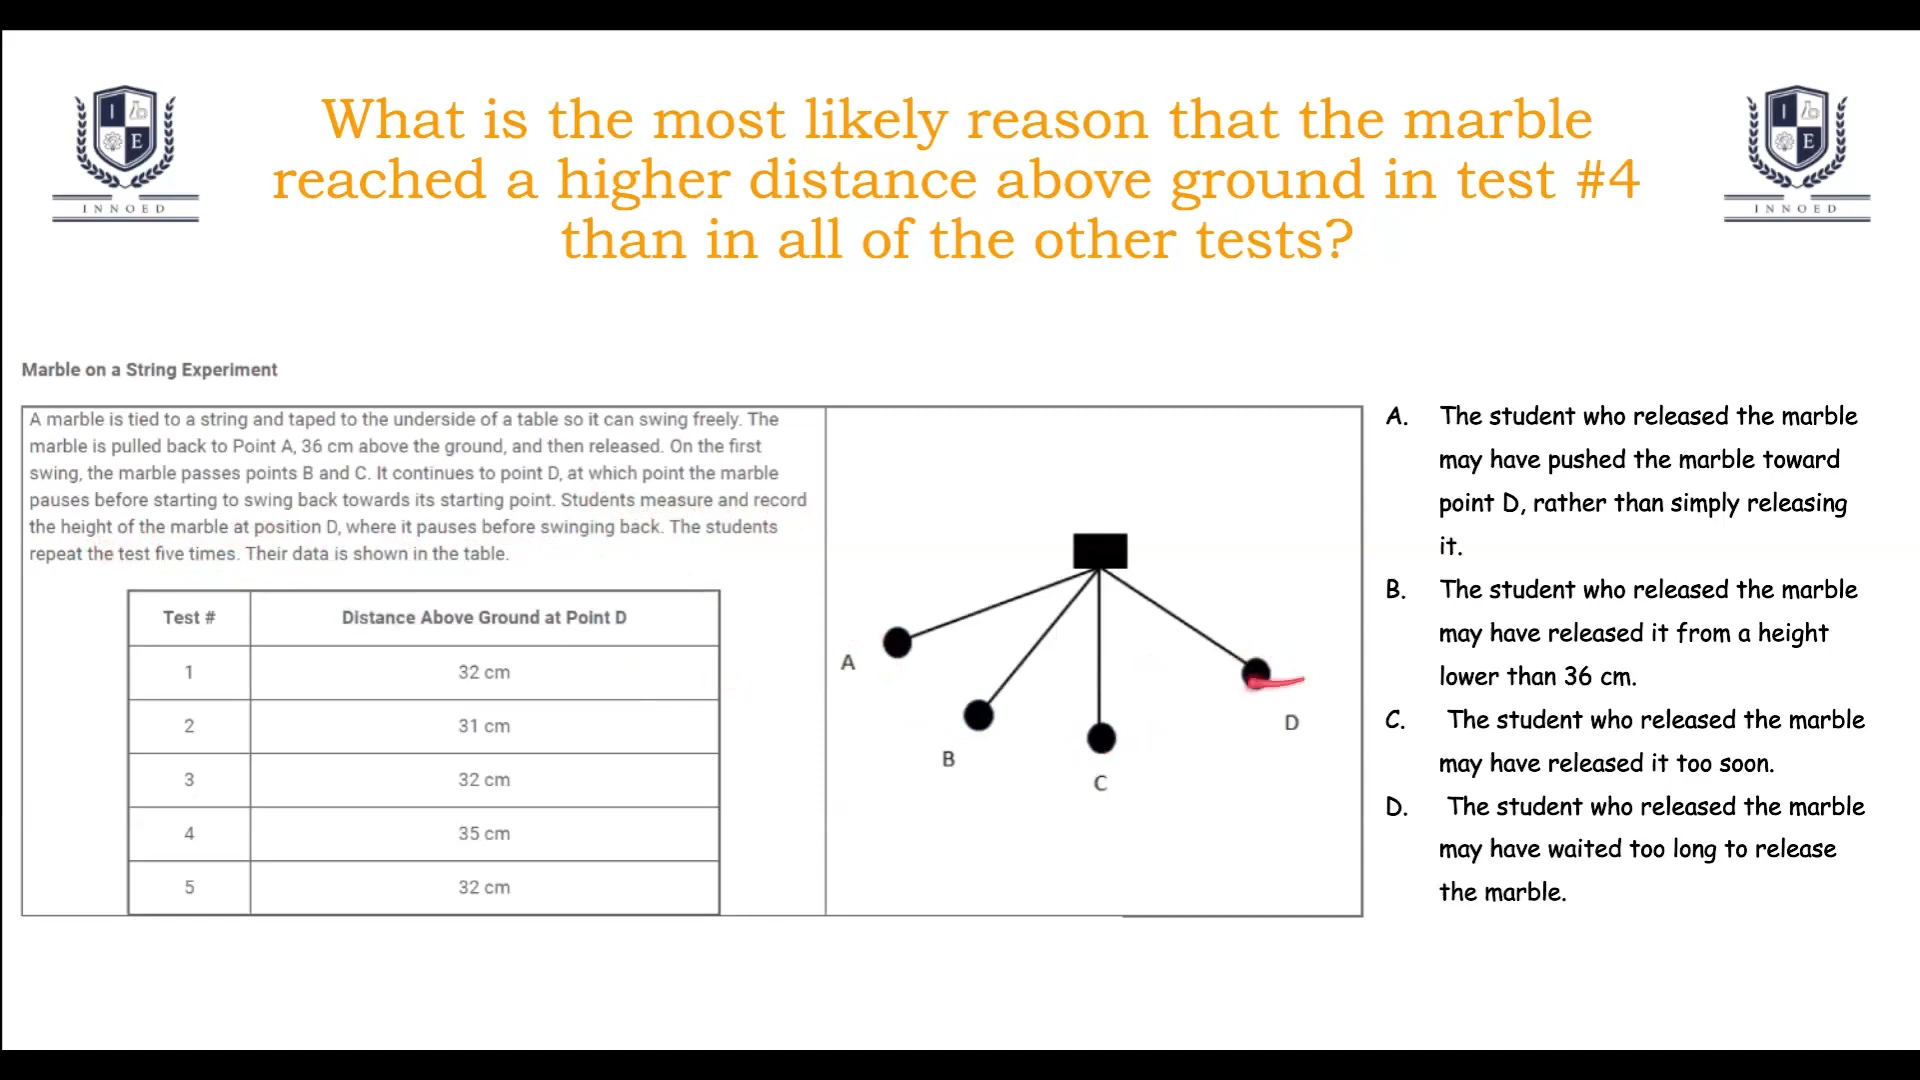 I
E
INNOED
What is the most likely reason that the marble
reached a higher distance above ground in test #4
than in all of the other tests?
I
E
INNOED
Marble on a String Experiment
A marble is tied to a string and taped to the underside of a table so it can swing freely. The
marble is pulled back to Point A, 36 cm above the ground, and then released. On the first
swing, the marble passes points B and C. It continues to point D, at which point the marble
pauses before starting to swing back towards its starting point. Students measure and record
the height of the marble at position D, where it pauses before swinging back. The students
repeat the test five times. Their data is shown in the table.
Test # Distance Above Ground at Point D
1 32 cm
2 31 cm
3 32 cm
4 35 cm
5 32 cm
A
B
C
D
A. The student who released the marble
may have pushed the marble toward
point D, rather than simply releasing
it.
B. The student who released the marble
may have released it from a height
lower than 36 cm.
C. The student who released the marble
may have released it too soon.
D. The student who released the marble
may have waited too long to release
the marble.